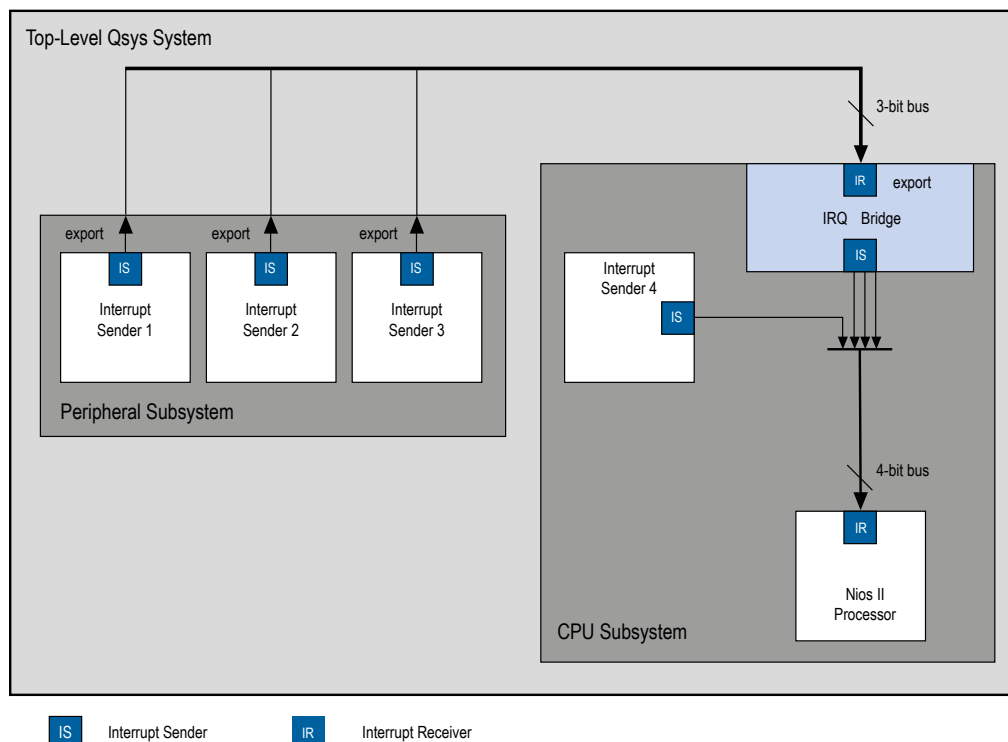 Top-Level Qsys System
3-bit bus
IR export
IRQ Bridge
IS
export export export
IS IS IS
Interrupt Sender 1
Interrupt Sender 2
Interrupt Sender 3
Peripheral Subsystem
Interrupt
Sender 4
IS
4-bit bus
IR
Nios II
Processor
CPU Subsystem
IS Interrupt Sender
IR Interrupt Receiver